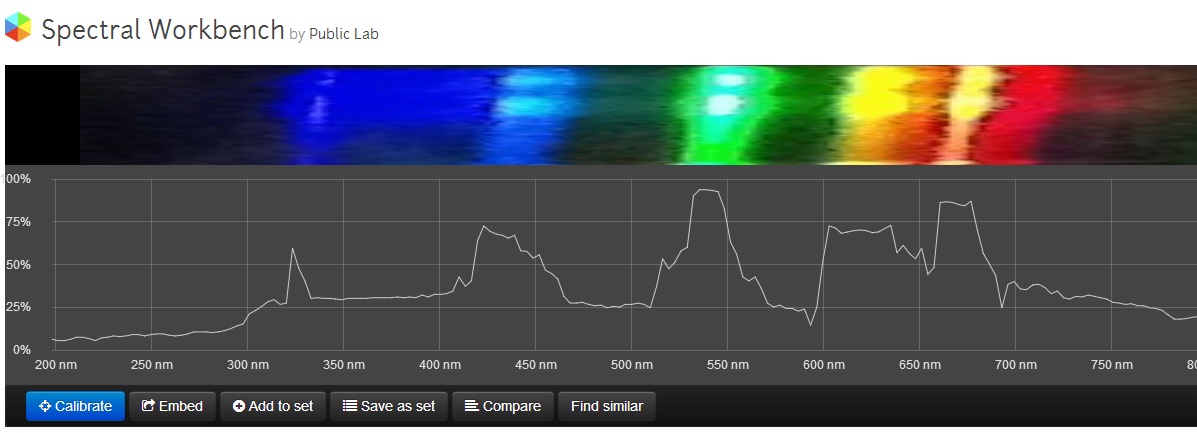 Spectral Workbench by Public Lab
00%
75%
50%
25%
0%
200 nm 250 nm 300 nm 350 nm 400 nm 450 nm 500 nm 550 nm 600 nm 650 nm 700 nm 750 nm 80
Calibrate Embed Add to set Save as set Compare Find similar